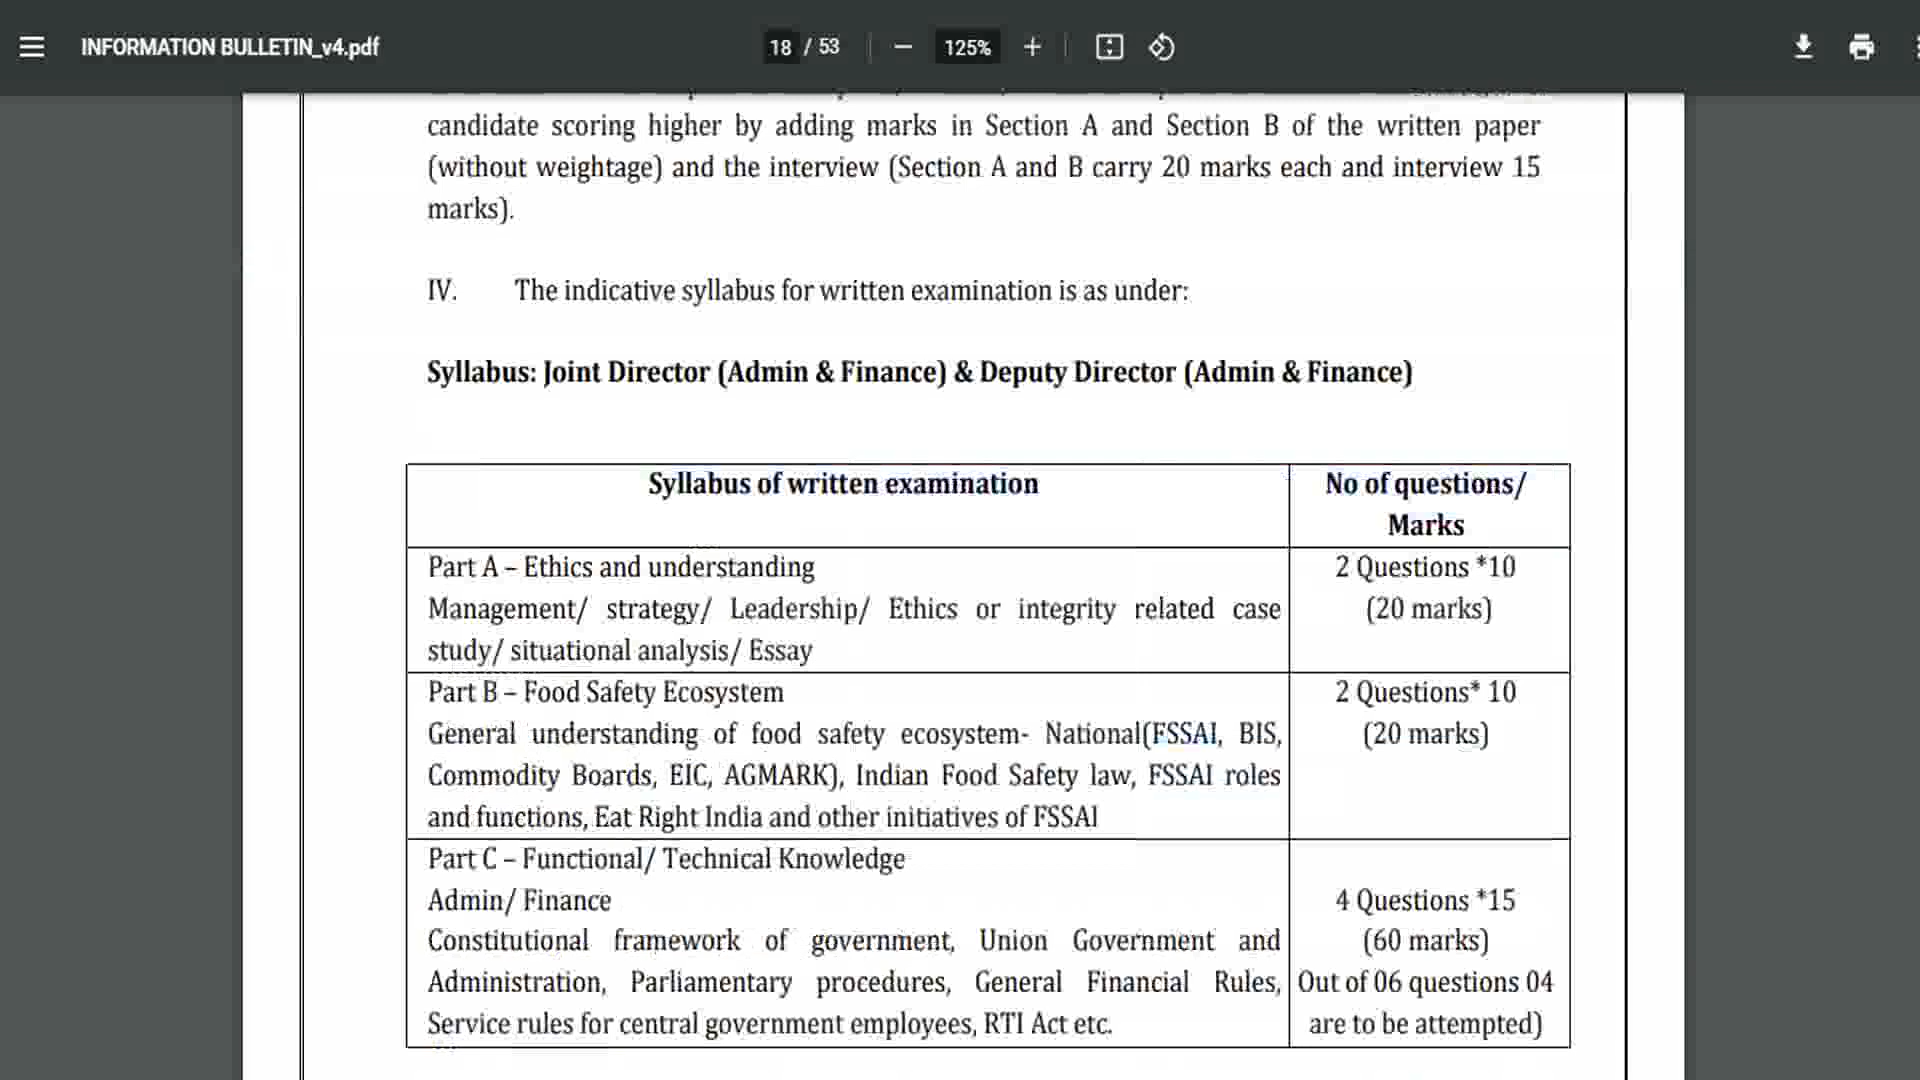 INFORMATION BULLETIN_v4.pdf
18 / 53
125%
candidate scoring higher by adding marks in Section A and Section B of the written paper
(without weightage) and the interview (Section A and B carry 20 marks each and interview 15
marks).
IV. The indicative syllabus for written examination is as under:
Syllabus: Joint Director (Admin & Finance) & Deputy Director (Admin & Finance)
Syllabus of written examination
No of questions/
Marks
Part A – Ethics and understanding
Management/ strategy/ Leadership/ Ethics or integrity related case
study/ situational analysis/ Essay
2 Questions *10
(20 marks)
Part B – Food Safety Ecosystem
General understanding of food safety ecosystem- National(FSSAI, BIS,
Commodity Boards, EIC, AGMARK), Indian Food Safety law, FSSAI roles
and functions, Eat Right India and other initiatives of FSSAI
2 Questions* 10
(20 marks)
Part C – Functional/ Technical Knowledge
Admin/ Finance
Constitutional framework of government, Union Government and
Administration, Parliamentary procedures, General Financial Rules,
Service rules for central government employees, RTI Act etc.
4 Questions *15
(60 marks)
Out of 06 questions 04
are to be attempted)